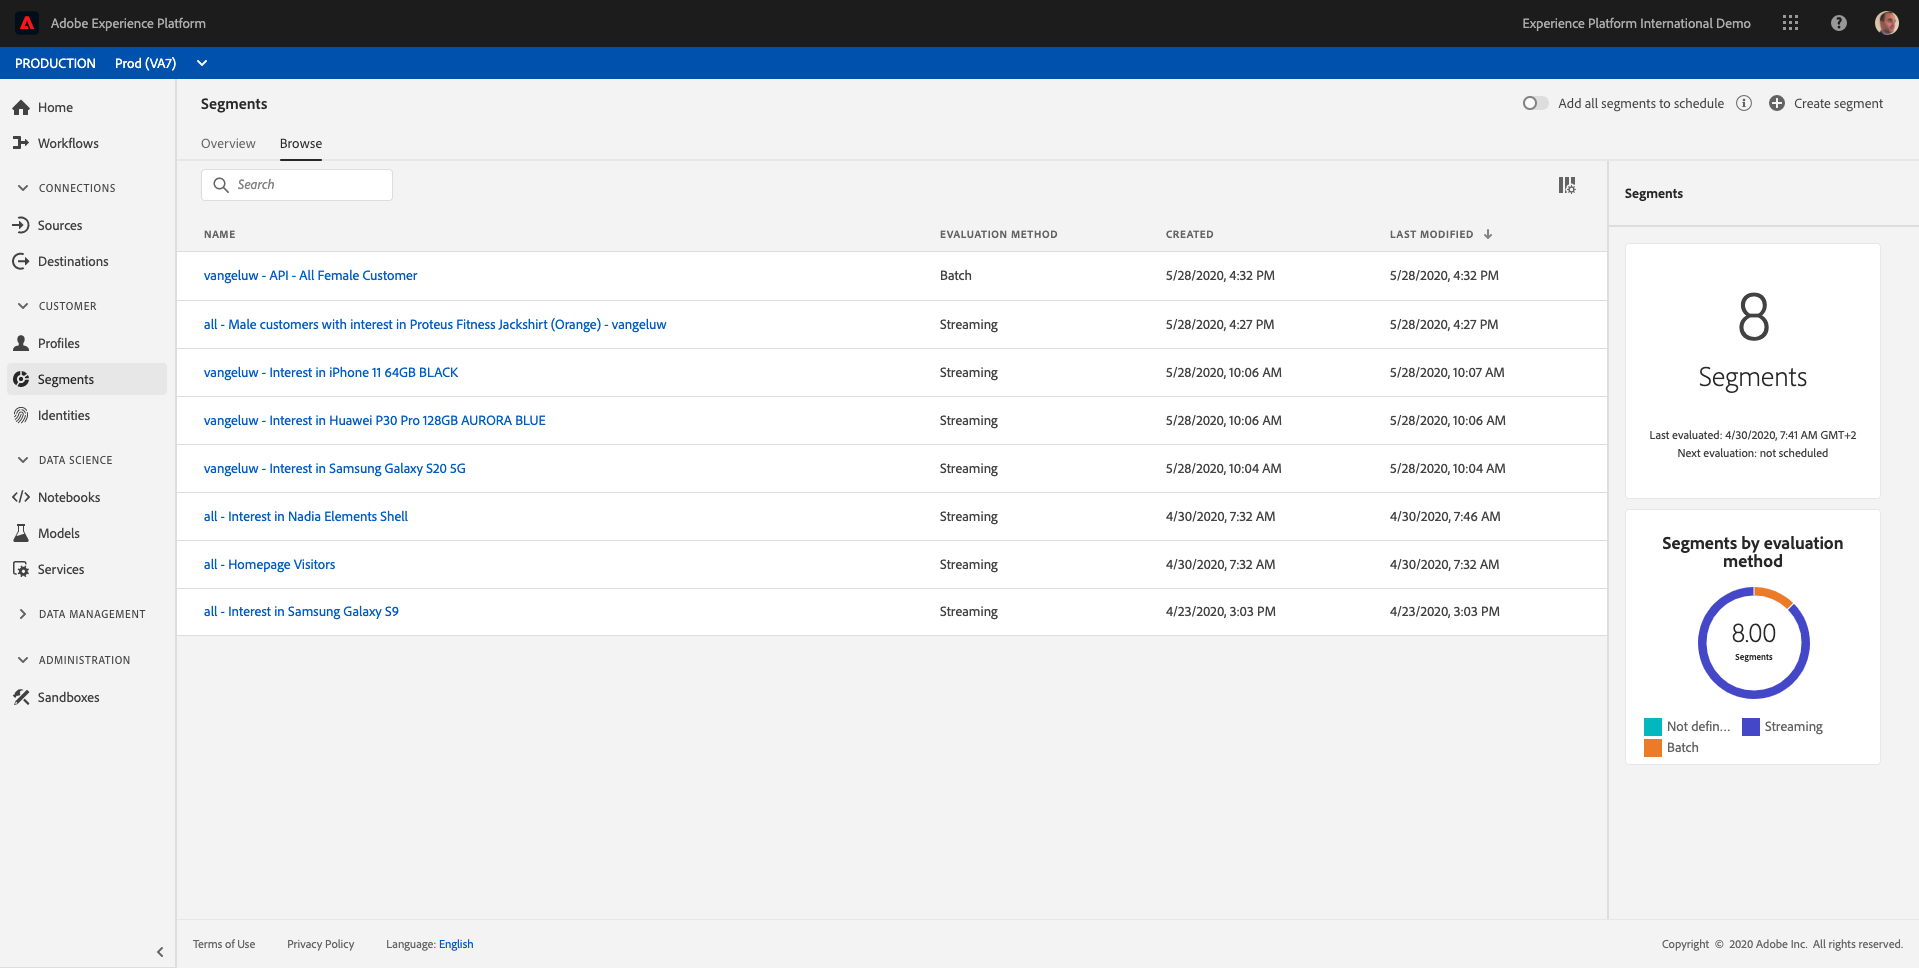 Adobe Experience Platform
Experience Platform International Demo
PRODUCTION Prod (VA7)
Home
Workflows
CONNECTIONS
Sources
Destinations
CUSTOMER
Profiles
Segments
Identities
DATA SCIENCE
Notebooks
Models
Services
DATA MANAGEMENT
ADMINISTRATION
Sandboxes
Segments
Add all segments to schedule
Create segment
Overview Browse
Search
NAME EVALUATION METHOD CREATED LAST MODIFIED
vangeluw - API - All Female Customer Batch 5/28/2020, 4:32 PM 5/28/2020, 4:32 PM
all - Male customers with interest in Proteus Fitness Jackshirt (Orange) - vangeluw Streaming 5/28/2020, 4:27 PM 5/28/2020, 4:27 PM
vangeluw - Interest in iPhone 11 64GB BLACK Streaming 5/28/2020, 10:06 AM 5/28/2020, 10:07 AM
vangeluw - Interest in Huawei P30 Pro 128GB AURORA BLUE Streaming 5/28/2020, 10:06 AM 5/28/2020, 10:06 AM
vangeluw - Interest in Samsung Galaxy S20 5G Streaming 5/28/2020, 10:04 AM 5/28/2020, 10:04 AM
all - Interest in Nadia Elements Shell Streaming 4/30/2020, 7:32 AM 4/30/2020, 7:46 AM
all - Homepage Visitors Streaming 4/30/2020, 7:32 AM 4/30/2020, 7:32 AM
all - Interest in Samsung Galaxy S9 Streaming 4/23/2020, 3:03 PM 4/23/2020, 3:03 PM
Segments
8
Segments
Last evaluated: 4/30/2020, 7:41 AM GMT+2
Next evaluation: not scheduled
Segments by evaluation
method
8.00
Segments
Not defin... Streaming
Batch
Terms of Use Privacy Policy Language: English
Copyright © 2020 Adobe Inc. All rights reserved.